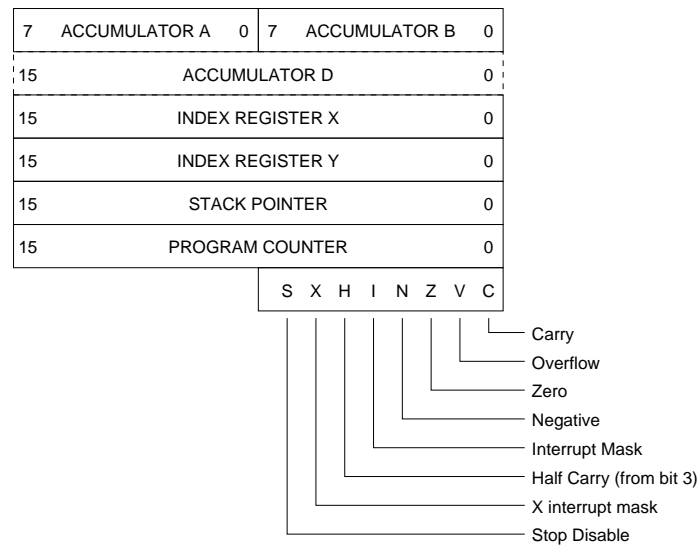 7 ACCUMULATOR A 0 7 ACCUMULATOR B 0
15 ACCUMULATOR D 0
15 INDEX REGISTER X 0
15 INDEX REGISTER Y 0
15 STACK POINTER 0
15 PROGRAM COUNTER 0
S X H I N Z V C
Carry
Overflow
Zero
Negative
Interrupt Mask
Half Carry (from bit 3)
X interrupt mask
Stop Disable